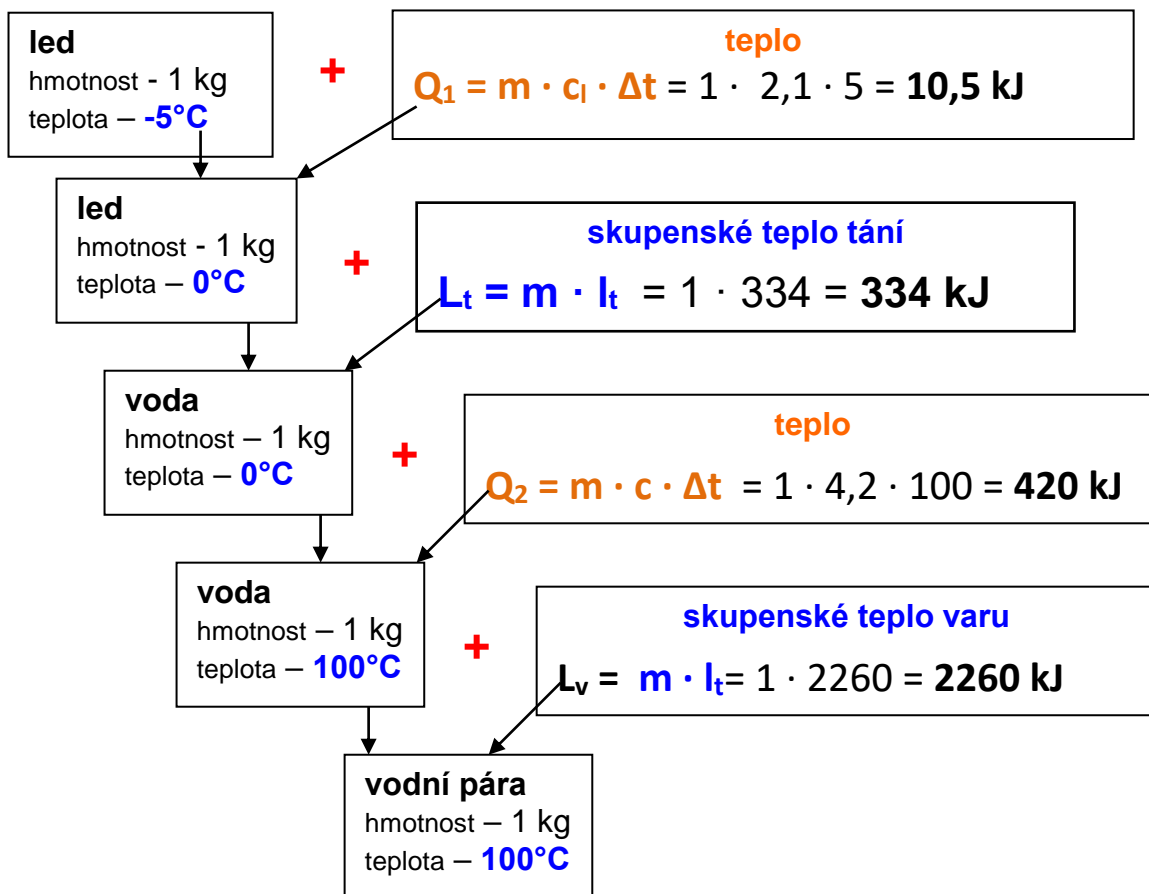 led
hmotnost - 1 kg
teplota – -5°C
+
teplo
Q₁ = m · cₗ · Δt = 1 · 2,1 · 5 = 10,5 kJ
led
hmotnost - 1 kg
teplota – 0°C
+
skupenské teplo tání
Lₜ = m · lₜ = 1 · 334 = 334 kJ
voda
hmotnost – 1 kg
teplota – 0°C
+
teplo
Q₂ = m · c · Δt = 1 · 4,2 · 100 = 420 kJ
voda
hmotnost – 1 kg
teplota – 100°C
+
skupenské teplo varu
Lᵥ = m · lₜ= 1 · 2260 = 2260 kJ
vodní pára
hmotnost – 1 kg
teplota – 100°C